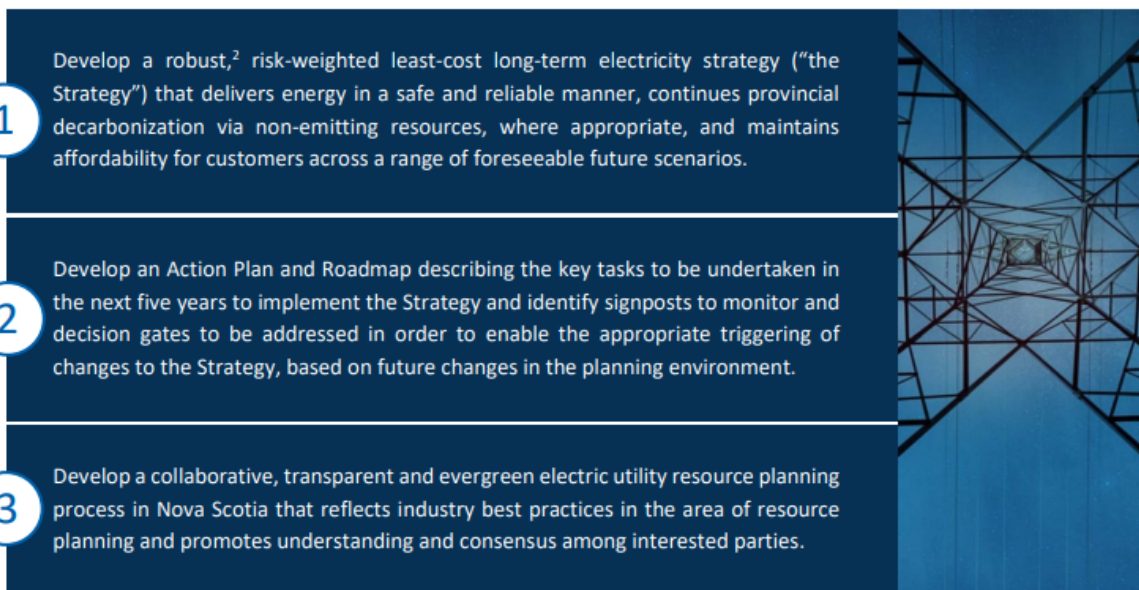 1
Develop a robust,² risk-weighted least-cost long-term electricity strategy (“the
Strategy”) that delivers energy in a safe and reliable manner, continues provincial
decarbonization via non-emitting resources, where appropriate, and maintains
affordability for customers across a range of foreseeable future scenarios.
2
Develop an Action Plan and Roadmap describing the key tasks to be undertaken in
the next five years to implement the Strategy and identify signposts to monitor and
decision gates to be addressed in order to enable the appropriate triggering of
changes to the Strategy, based on future changes in the planning environment.
3
Develop a collaborative, transparent and evergreen electric utility resource planning
process in Nova Scotia that reflects industry best practices in the area of resource
planning and promotes understanding and consensus among interested parties.